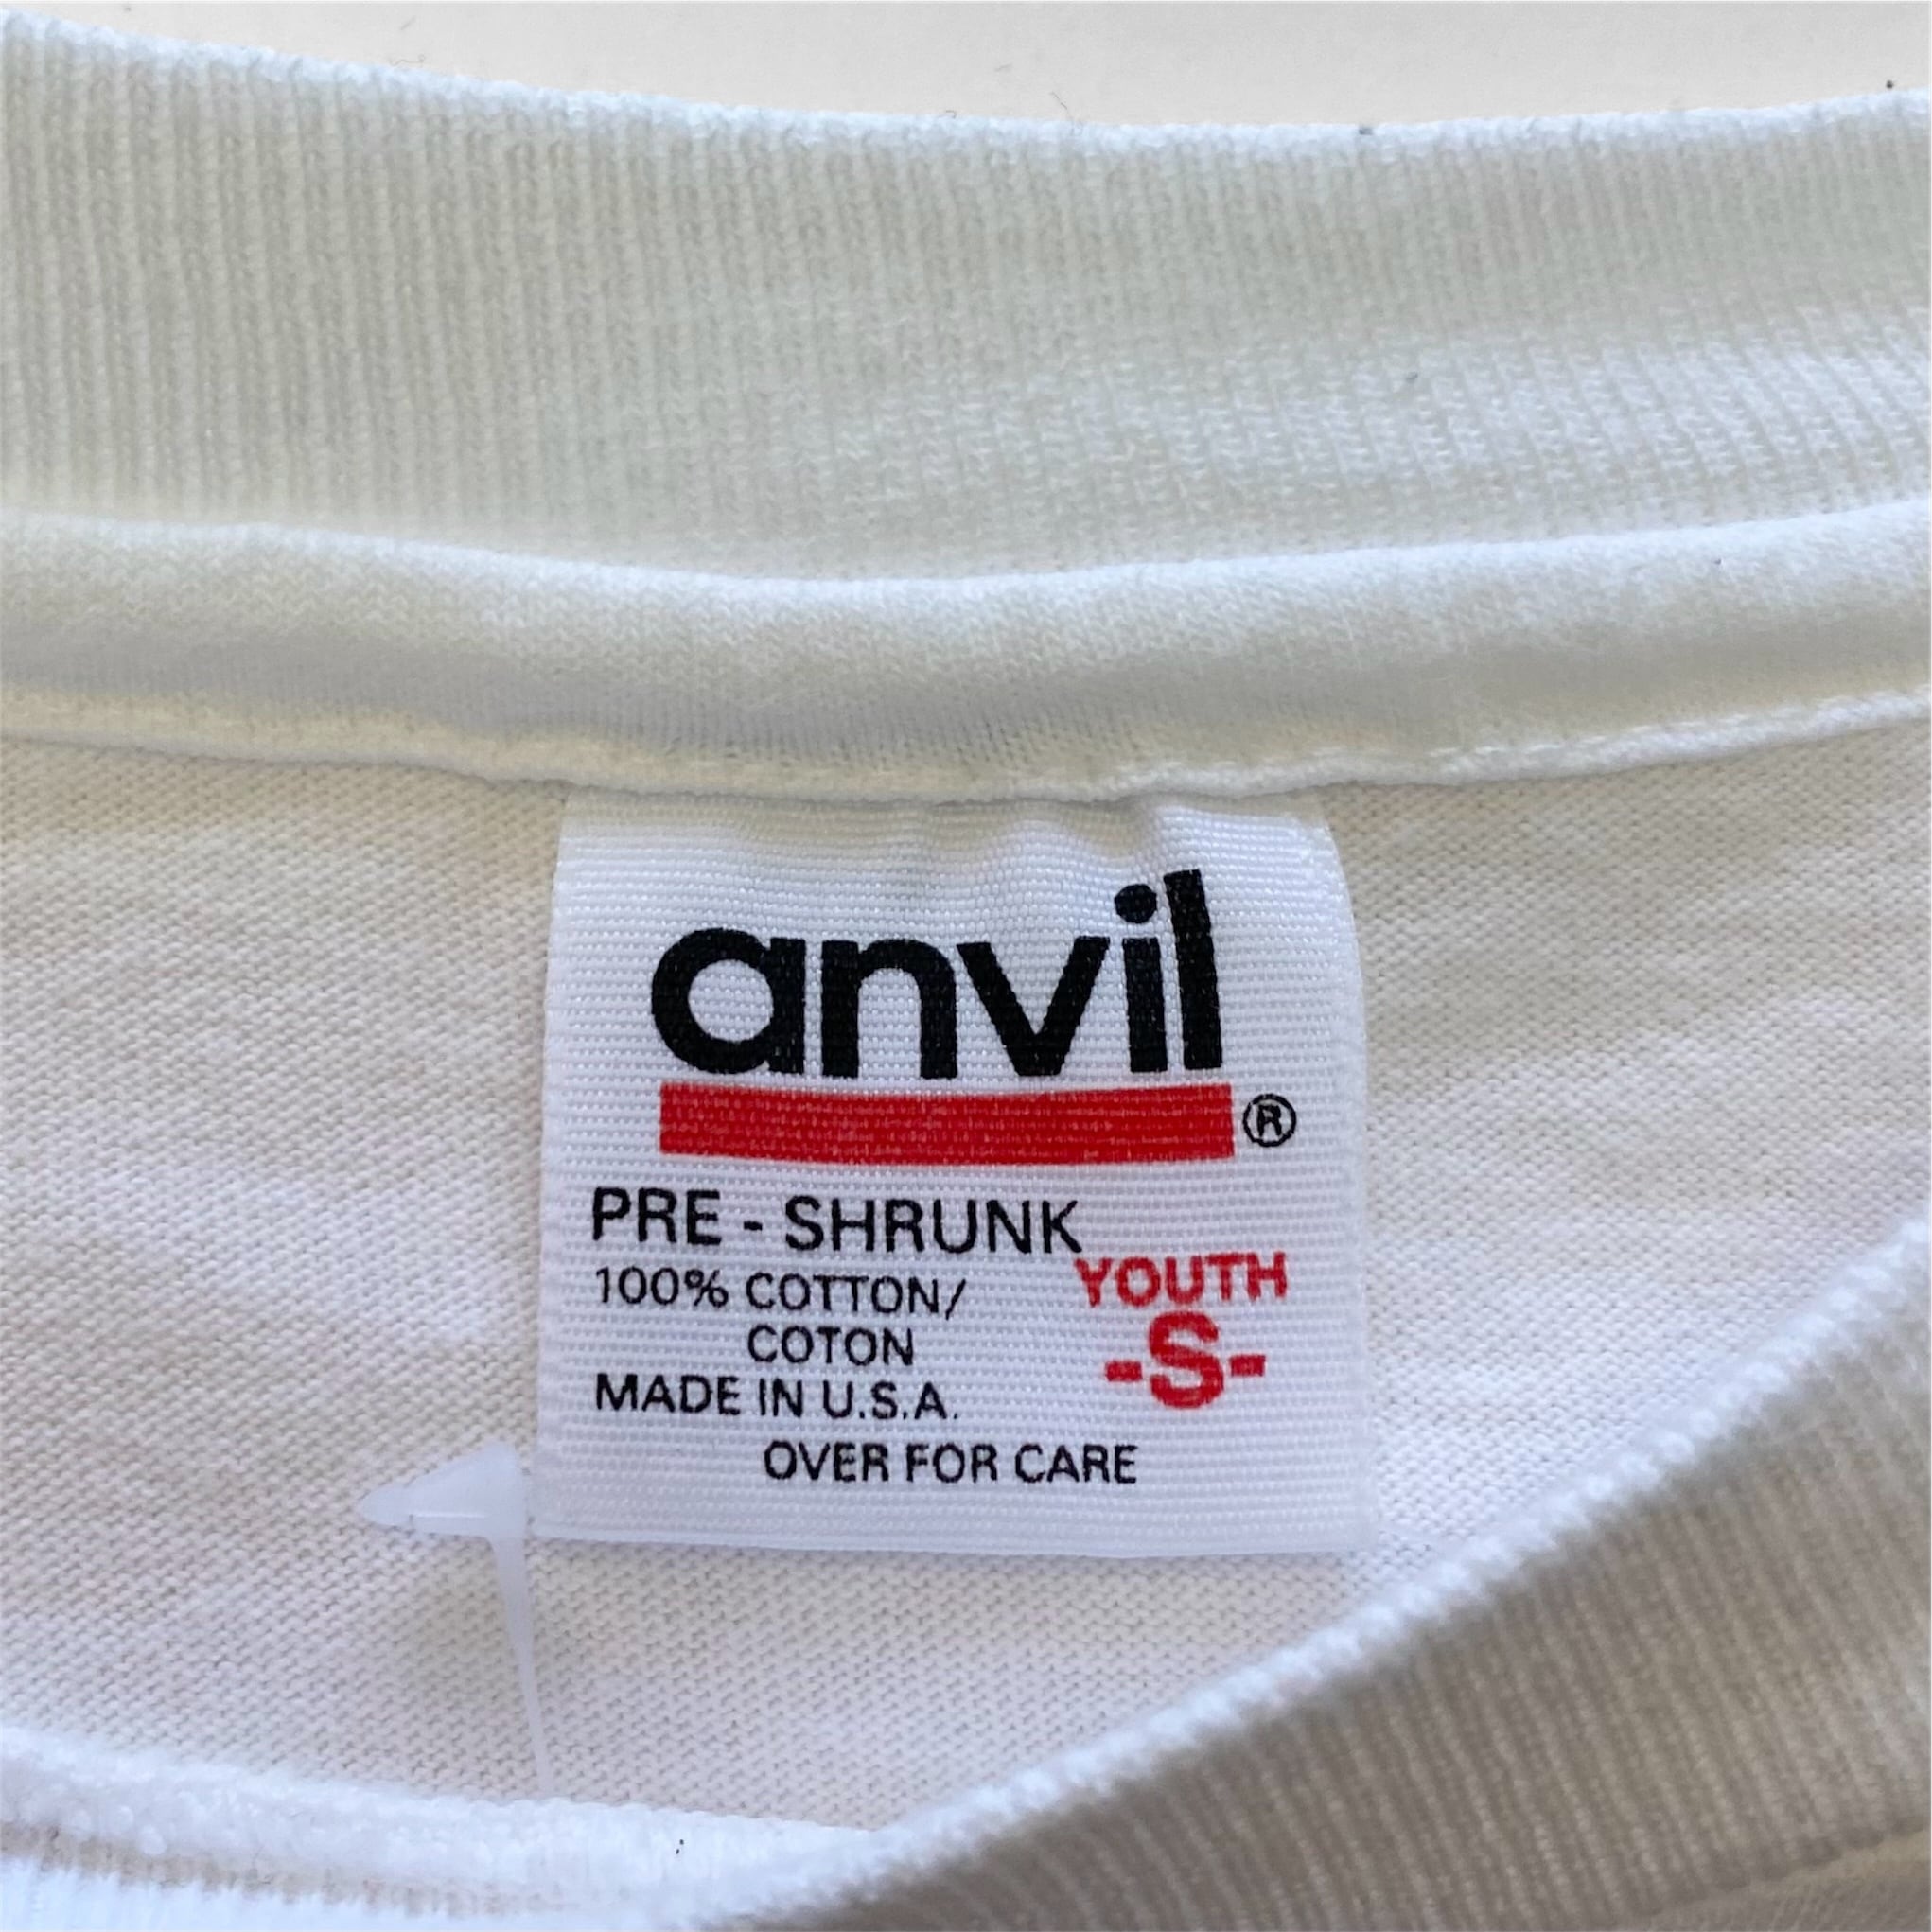 anvil
®
PRE - SHRUNK
100% COTTON/
COTON
MADE IN U.S.A.
YOUTH
-S-
OVER FOR CARE